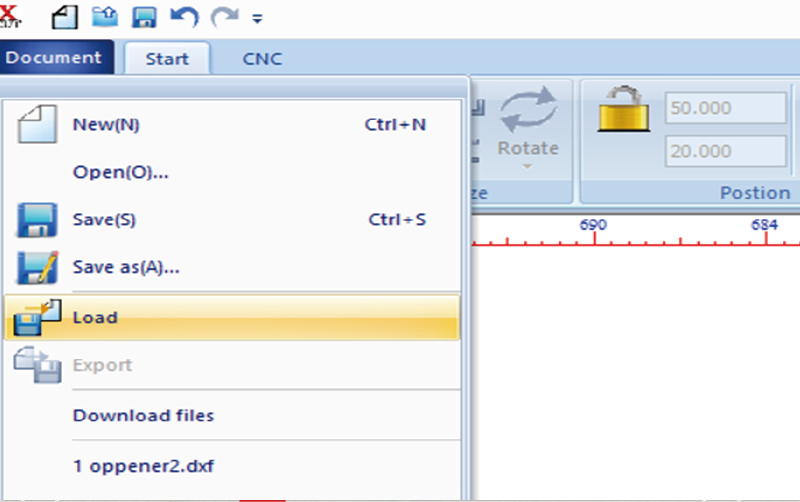 Document Start CNC
New(N) Ctrl+N
Open(O)...
Save(S) Ctrl+S
Save as(A)...
Load
Export
Download files
1 oppener2.dxf
Rotate
ze
50.000
20.000
Postion
690 684